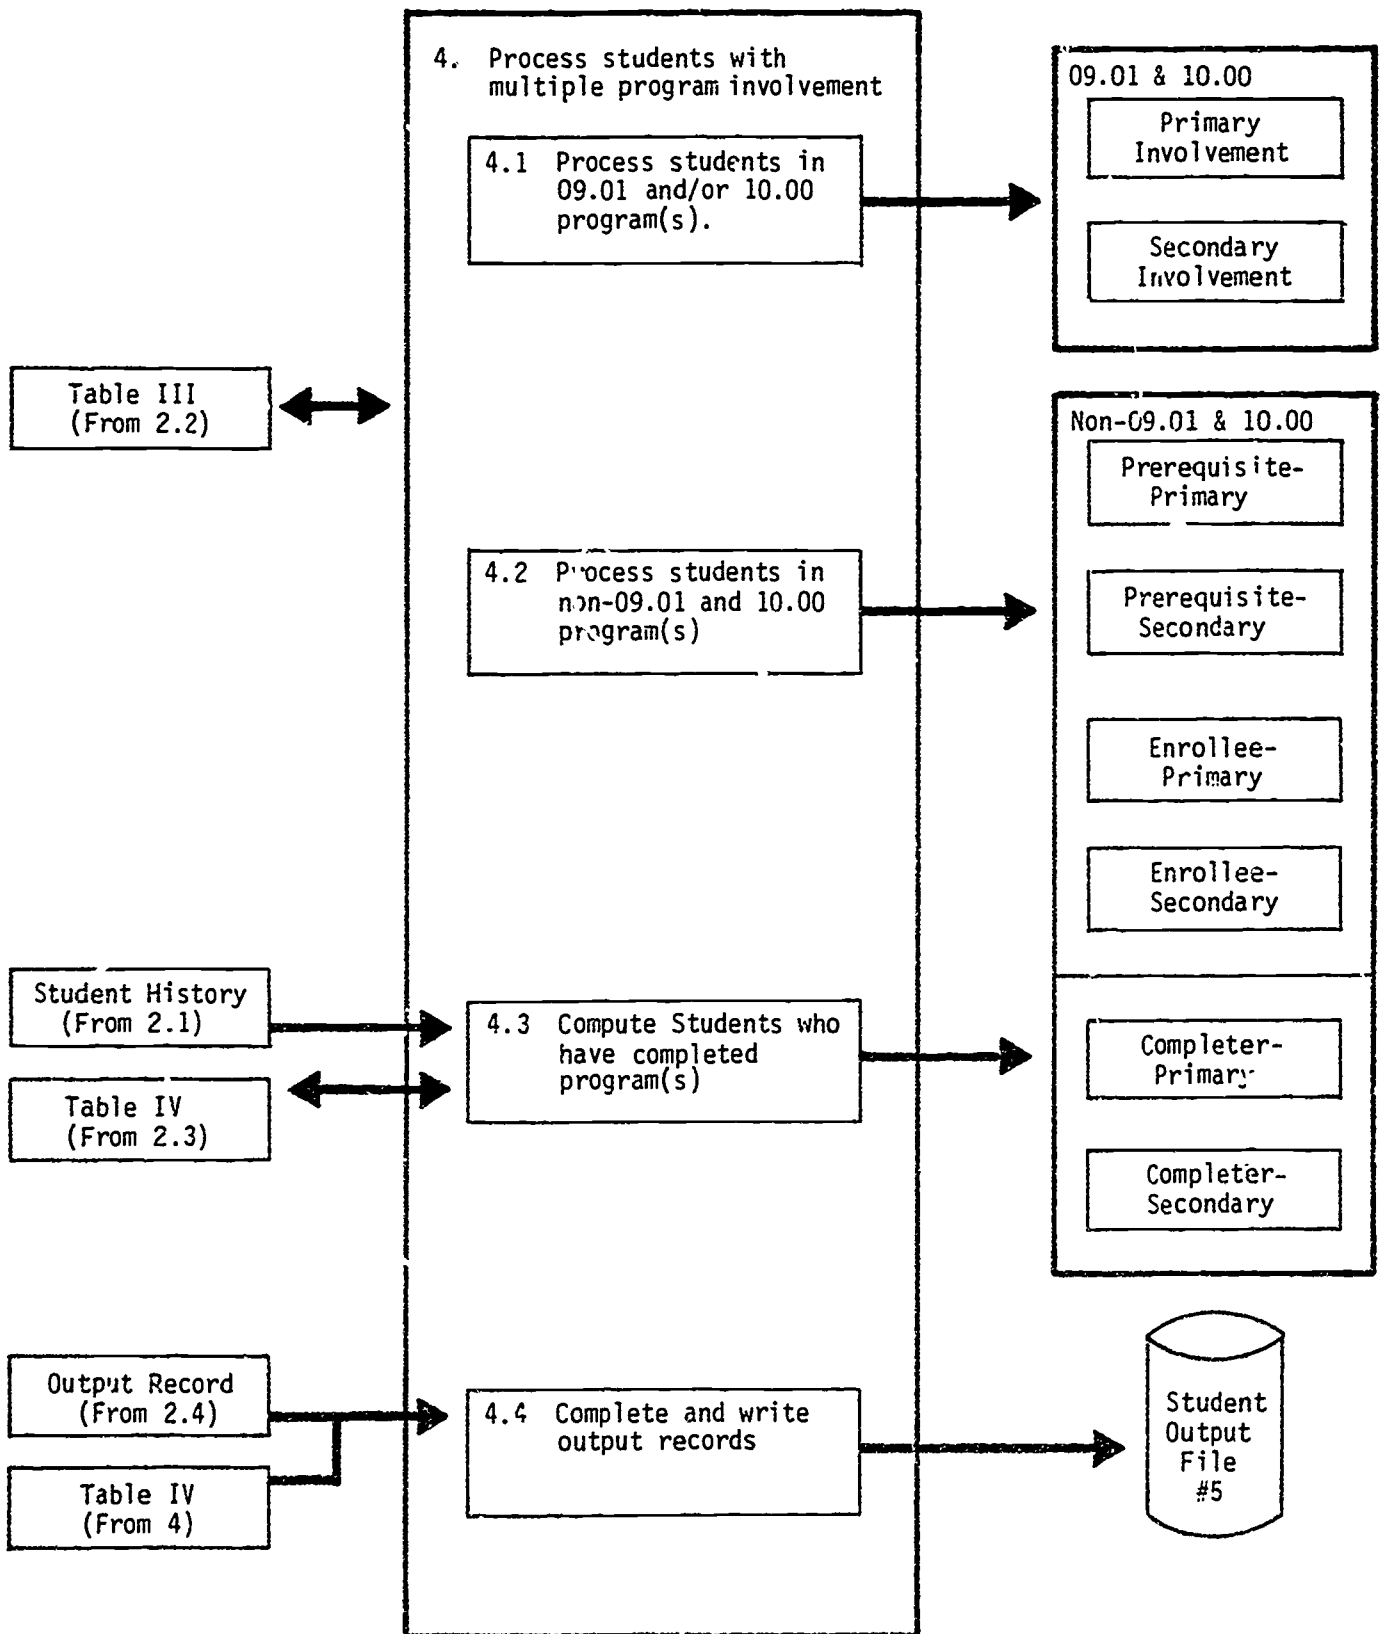 4. Process students with
multiple program involvement
4.1 Process students in
09.01 and/or 10.00
program(s).
09.01 & 10.00
Primary
Involvement
Secondary
Involvement
Table III
(From 2.2)
Non-09.01 & 10.00
Prerequisite-
Primary
4.2 Process students in
non-09.01 and 10.00
program(s)
Prerequisite-
Secondary
Enrollee-
Primary
Enrollee-
Secondary
Student History
(From 2.1)
4.3 Compute Students who
have completed
program(s)
Completer-
Primary
Table IV
(From 2.3)
Completer-
Secondary
Output Record
(From 2.4)
4.4 Complete and write
output records
Student
Output
File
#5
Table IV
(From 4)